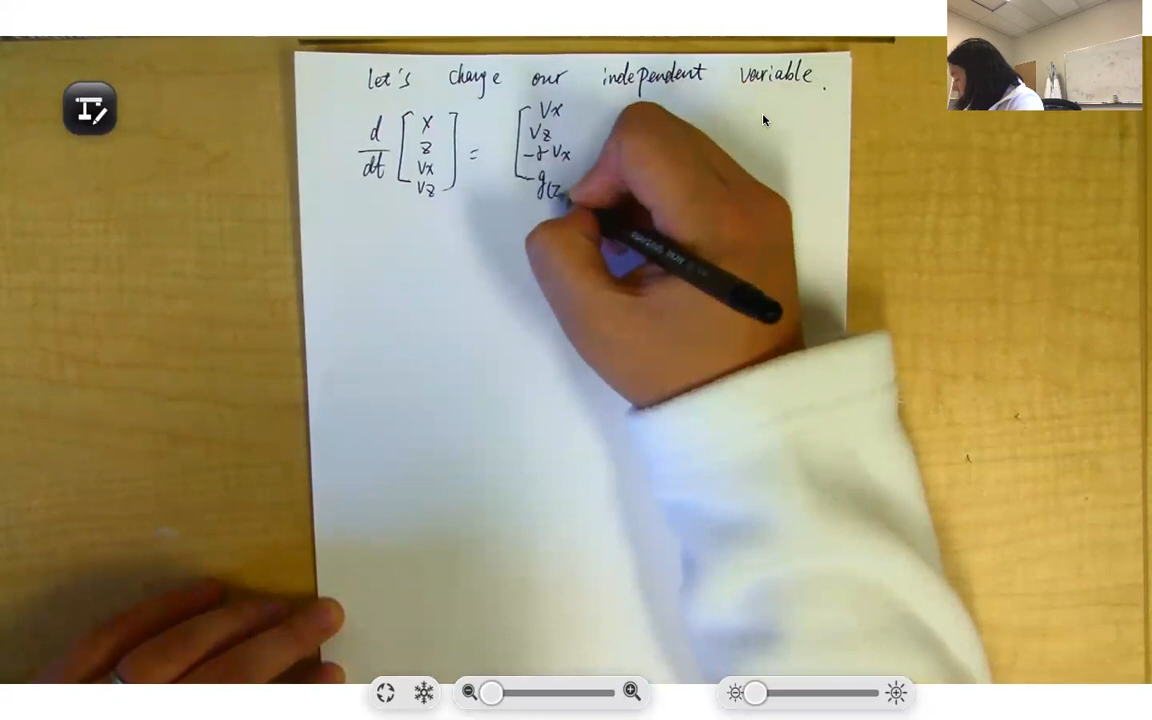 let's change our independent variable.
d/dt [ x z vx vz ] = [ vx vz -γ vx -g(z